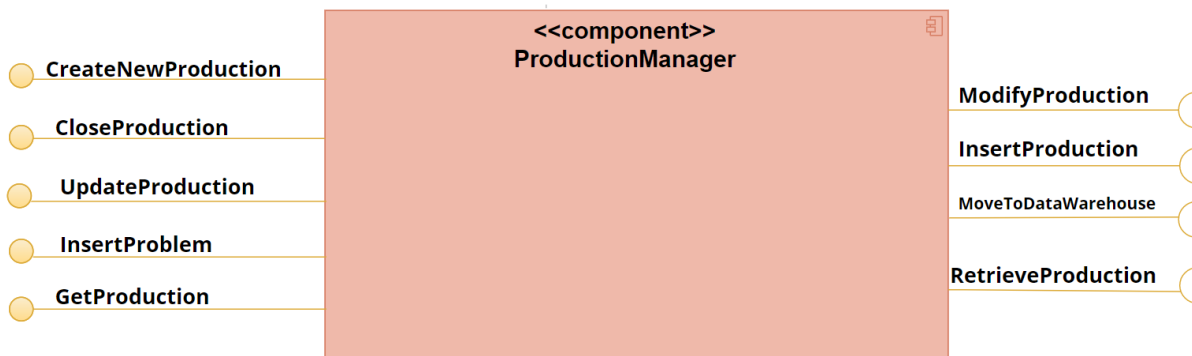 <<component>>
ProductionManager
CreateNewProduction
CloseProduction
UpdateProduction
InsertProblem
GetProduction
ModifyProduction
InsertProduction
MoveToDataWarehouse
RetrieveProduction